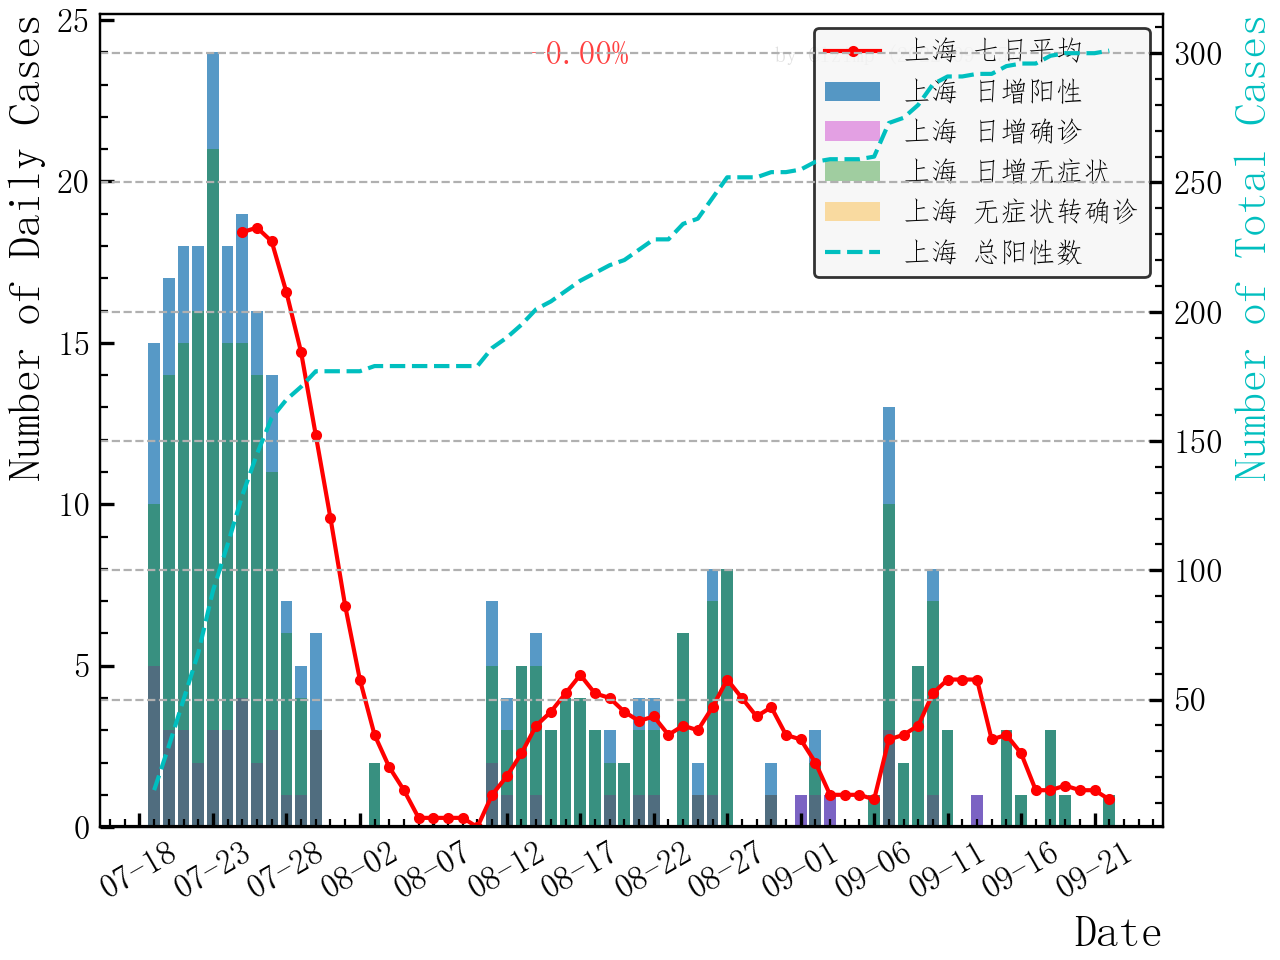 Number of Daily Cases
25
20
15
10
5
0
-0.00%
by
上海 七日平均
上海 日增阳性
上海 日增确诊
上海 日增无症状
上海 无症状转确诊
上海 总阳性数
300
250
200
150
100
50
Number of Total Cases
07-18 07-23 07-28 08-02 08-07 08-12 08-17 08-22 08-27 09-01 09-06 09-11 09-16 09-21
Date